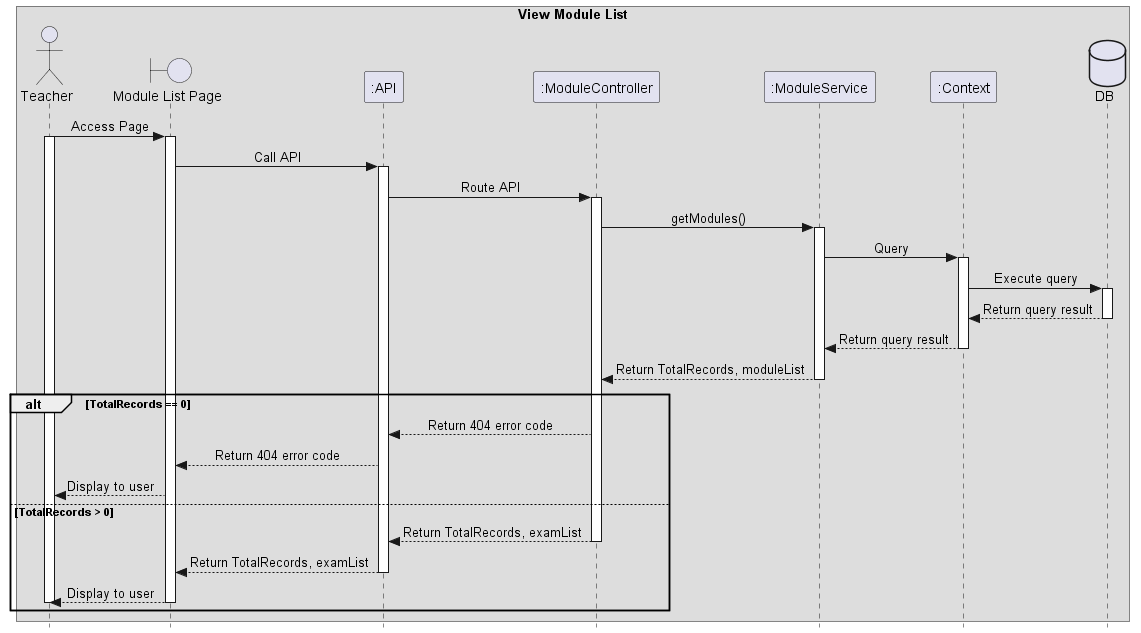 View Module List
Teacher
Module List Page
:API
:ModuleController
:ModuleService
:Context
DB
Access Page
Call API
Route API
getModules()
Query
Execute query
Return query result
Return query result
Return TotalRecords, moduleList
alt
[TotalRecords == 0]
Return 404 error code
Return 404 error code
Display to user
[TotalRecords > 0]
Return TotalRecords, examList
Return TotalRecords, examList
Display to user